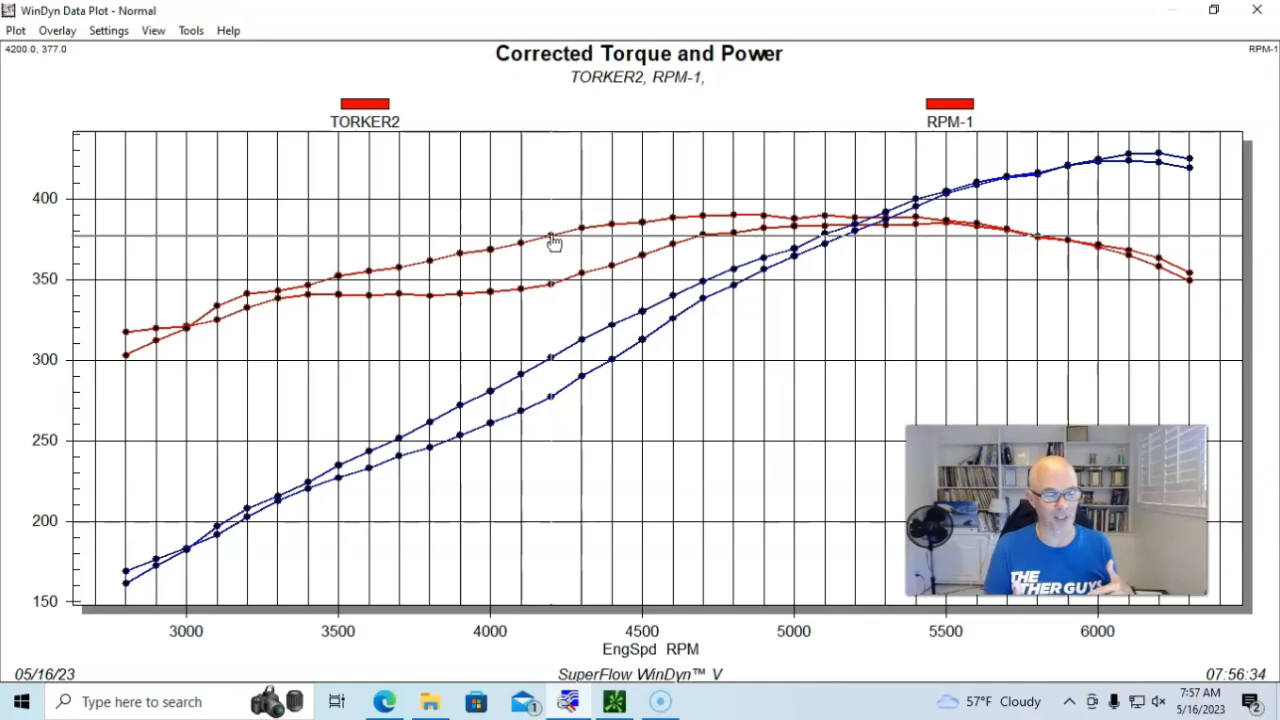 WinDyn Data Plot - Normal
Plot Overlay Settings View Tools Help
4200.0, 377.0
RPM-1
Corrected Torque and Power
TORKER2, RPM-1,
TORKER2
RPM-1
400
350
300
250
200
150
3000 3500 4000 4500 5000 5500 6000
EngSpd RPM
THE
THER GUYS
05/16/23
SuperFlow WinDyn™ V
07:56:34
Type here to search
1
57°F Cloudy
7:57 AM
5/16/2023
2